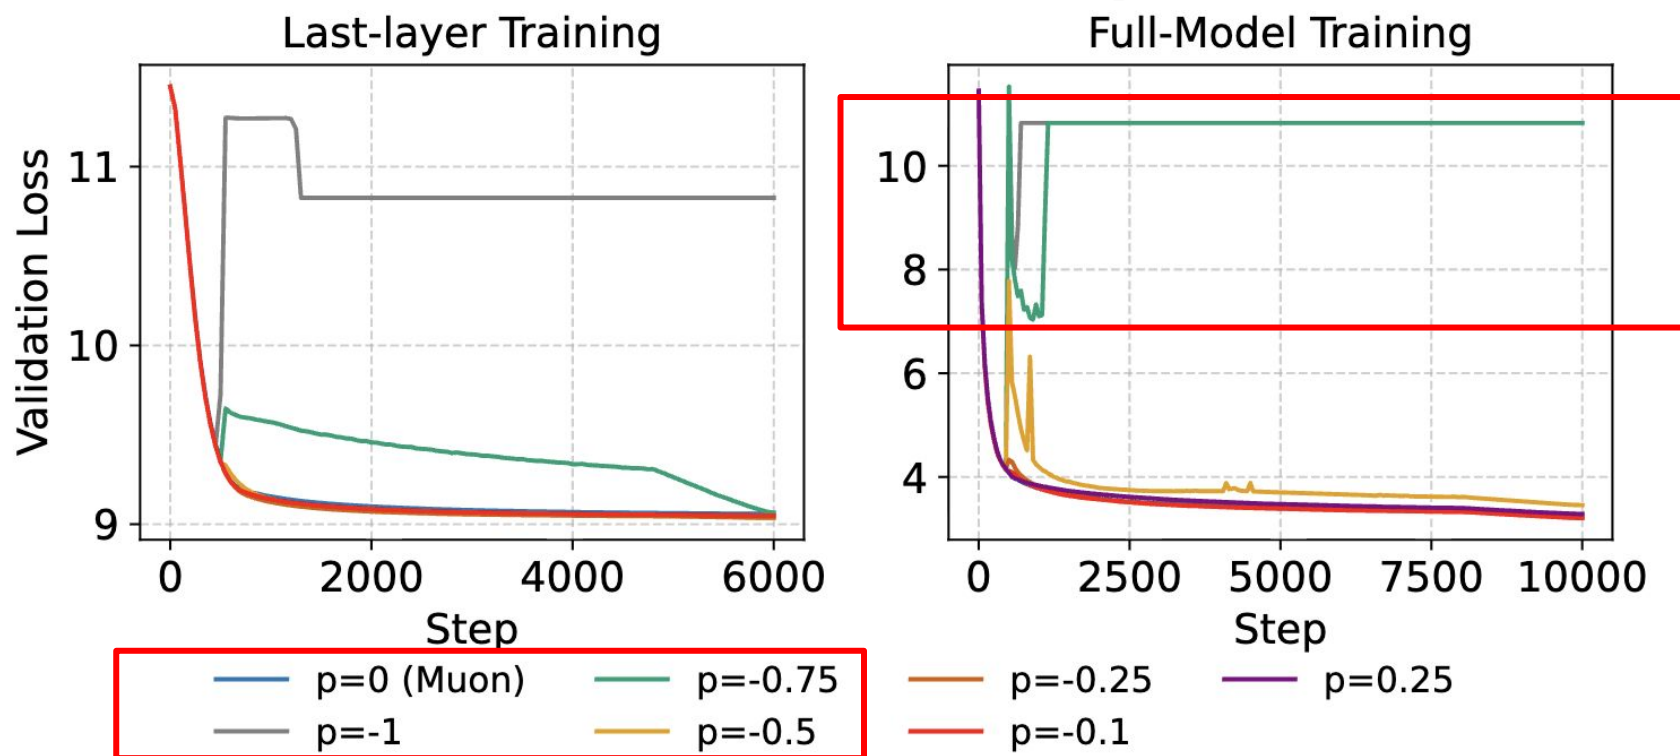 Last-layer Training
Full-Model Training
Validation Loss
11
10
9
0 2000 4000 6000
Step
10
8
6
4
0 2500 5000 7500 10000
Step
p=0 (Muon) p=-0.75 p=-0.25 p=0.25
p=-1 p=-0.5 p=-0.1